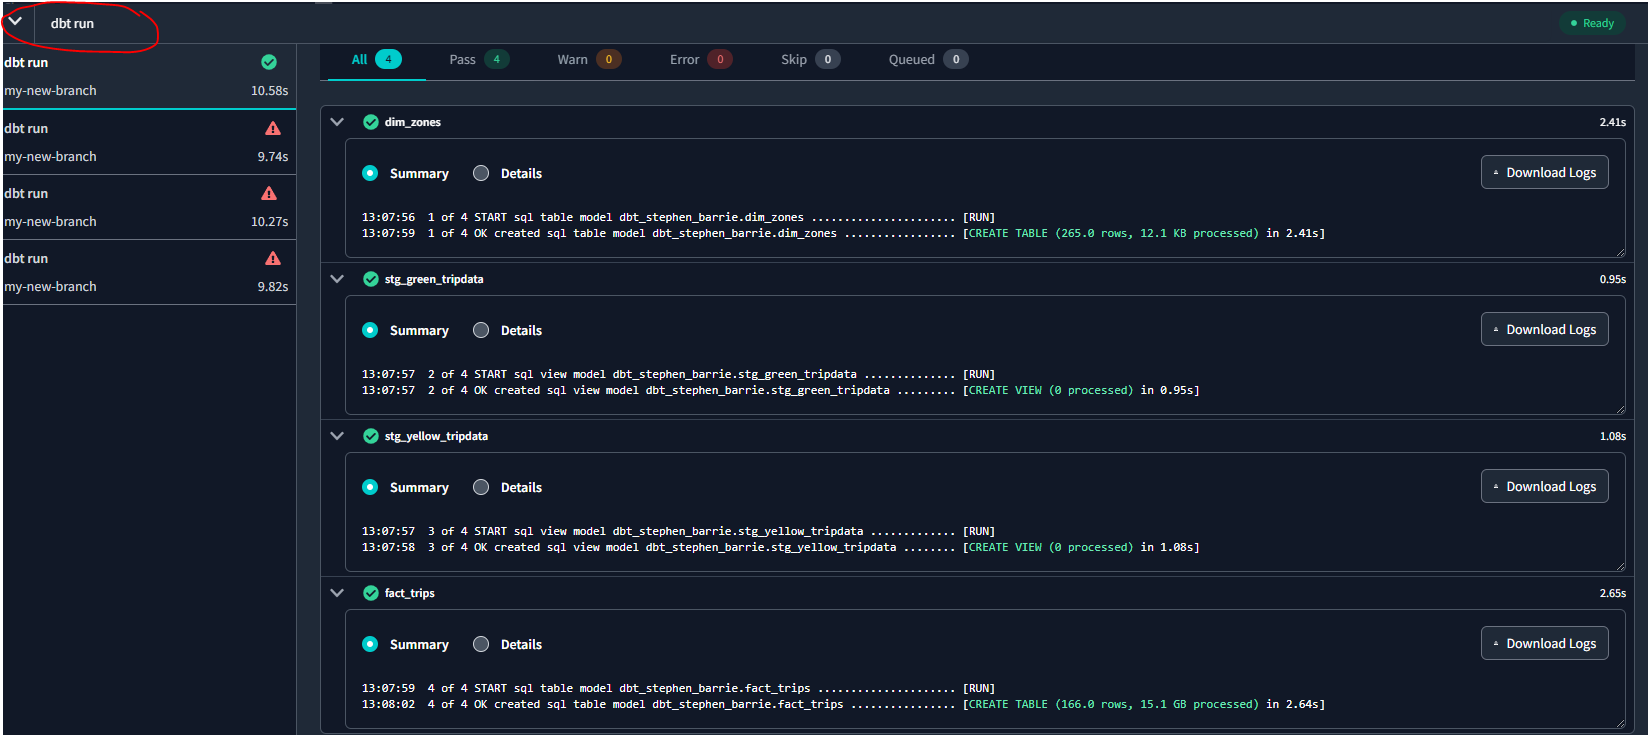 dbt run
Ready
dbt run
my-new-branch 10.58s
dbt run
my-new-branch 9.74s
dbt run
my-new-branch 10.27s
dbt run
my-new-branch 9.82s
All 4 Pass 4 Warn 0 Error 0 Skip 0 Queued 0
dim_zones 2.41s
Summary Details Download Logs
13:07:56 1 of 4 START sql table model dbt_stephen_barrie.dim_zones ...................... [RUN]
13:07:59 1 of 4 OK created sql table model dbt_stephen_barrie.dim_zones ................. [CREATE TABLE (265.0 rows, 12.1 KB processed) in 2.41s]
stg_green_tripdata 0.95s
Summary Details Download Logs
13:07:57 2 of 4 START sql view model dbt_stephen_barrie.stg_green_tripdata .............. [RUN]
13:07:57 2 of 4 OK created sql view model dbt_stephen_barrie.stg_green_tripdata ......... [CREATE VIEW (0 processed) in 0.95s]
stg_yellow_tripdata 1.08s
Summary Details Download Logs
13:07:57 3 of 4 START sql view model dbt_stephen_barrie.stg_yellow_tripdata ............. [RUN]
13:07:58 3 of 4 OK created sql view model dbt_stephen_barrie.stg_yellow_tripdata ........ [CREATE VIEW (0 processed) in 1.08s]
fact_trips 2.65s
Summary Details Download Logs
13:07:59 4 of 4 START sql table model dbt_stephen_barrie.fact_trips ..................... [RUN]
13:08:02 4 of 4 OK created sql table model dbt_stephen_barrie.fact_trips ................ [CREATE TABLE (166.0 rows, 15.1 GB processed) in 2.64s]